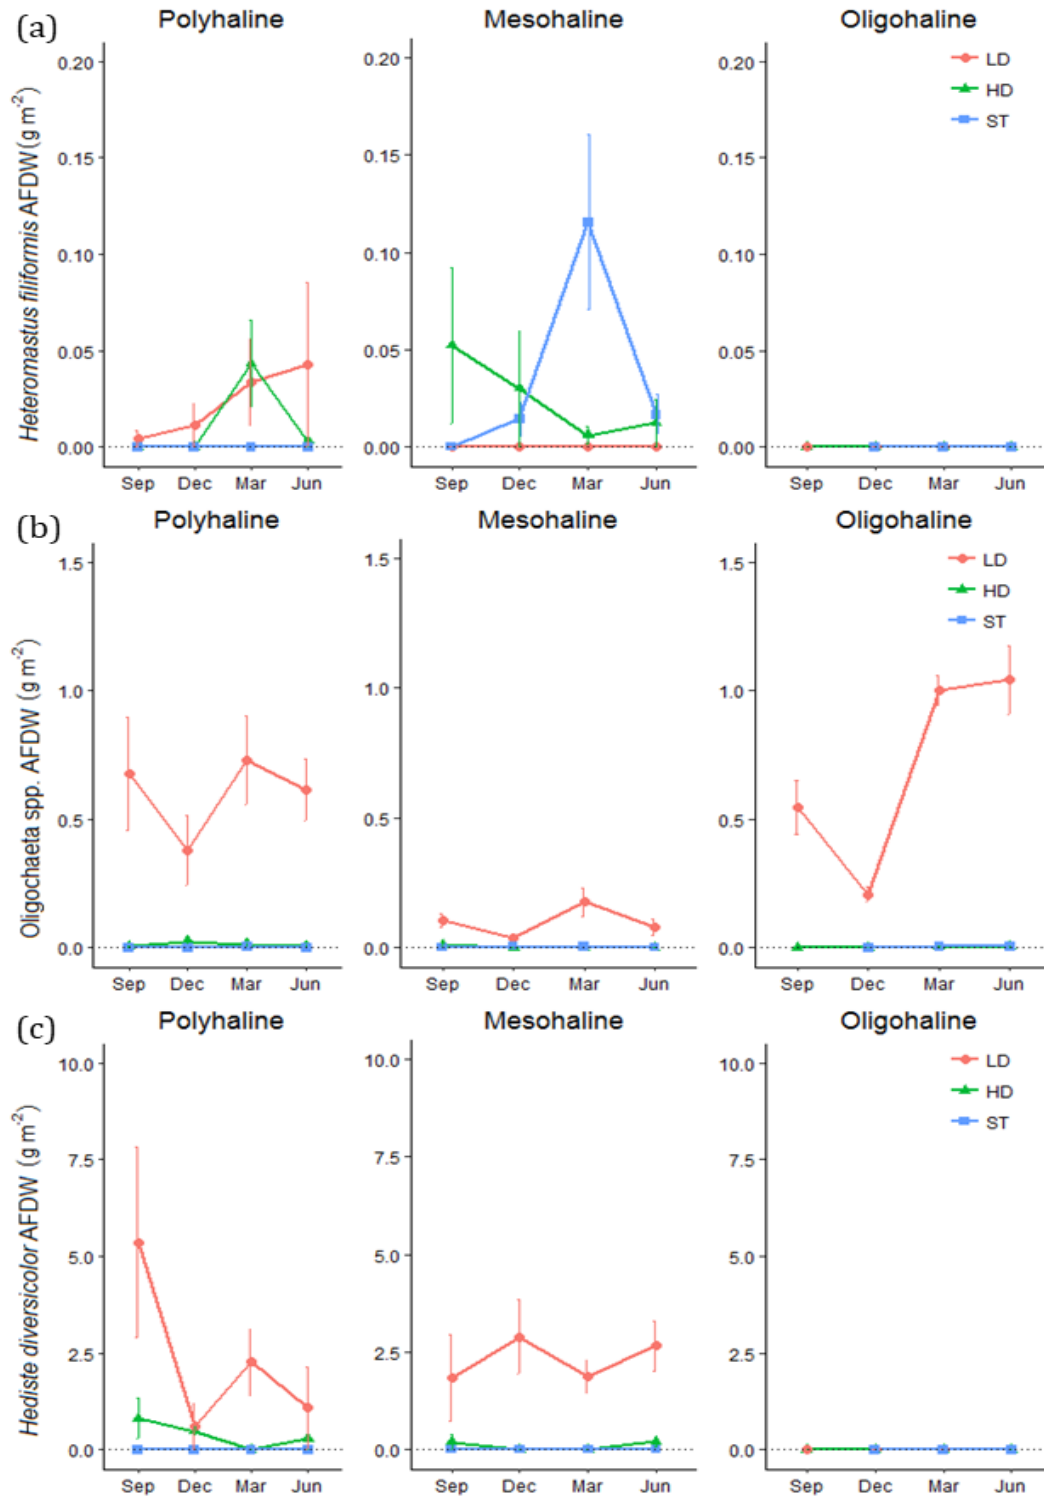 (a)
Polyhaline
Mesohaline
Oligohaline
Heteromastus filiformis AFDW (g m⁻²)
0.20
0.15
0.10
0.05
0.00
Sep Dec Mar Jun
0.20
0.15
0.10
0.05
0.00
Sep Dec Mar Jun
0.20
0.15
0.10
0.05
0.00
Sep Dec Mar Jun
LD
HD
ST
(b)
Polyhaline
Mesohaline
Oligohaline
Oligochaeta spp. AFDW (g m⁻²)
1.5
1.0
0.5
0.0
Sep Dec Mar Jun
1.5
1.0
0.5
0.0
Sep Dec Mar Jun
1.5
1.0
0.5
0.0
Sep Dec Mar Jun
LD
HD
ST
(c)
Polyhaline
Mesohaline
Oligohaline
Hediste diversicolor AFDW (g m⁻²)
10.0
7.5
5.0
2.5
0.0
Sep Dec Mar Jun
10.0
7.5
5.0
2.5
0.0
Sep Dec Mar Jun
10.0
7.5
5.0
2.5
0.0
Sep Dec Mar Jun
LD
HD
ST